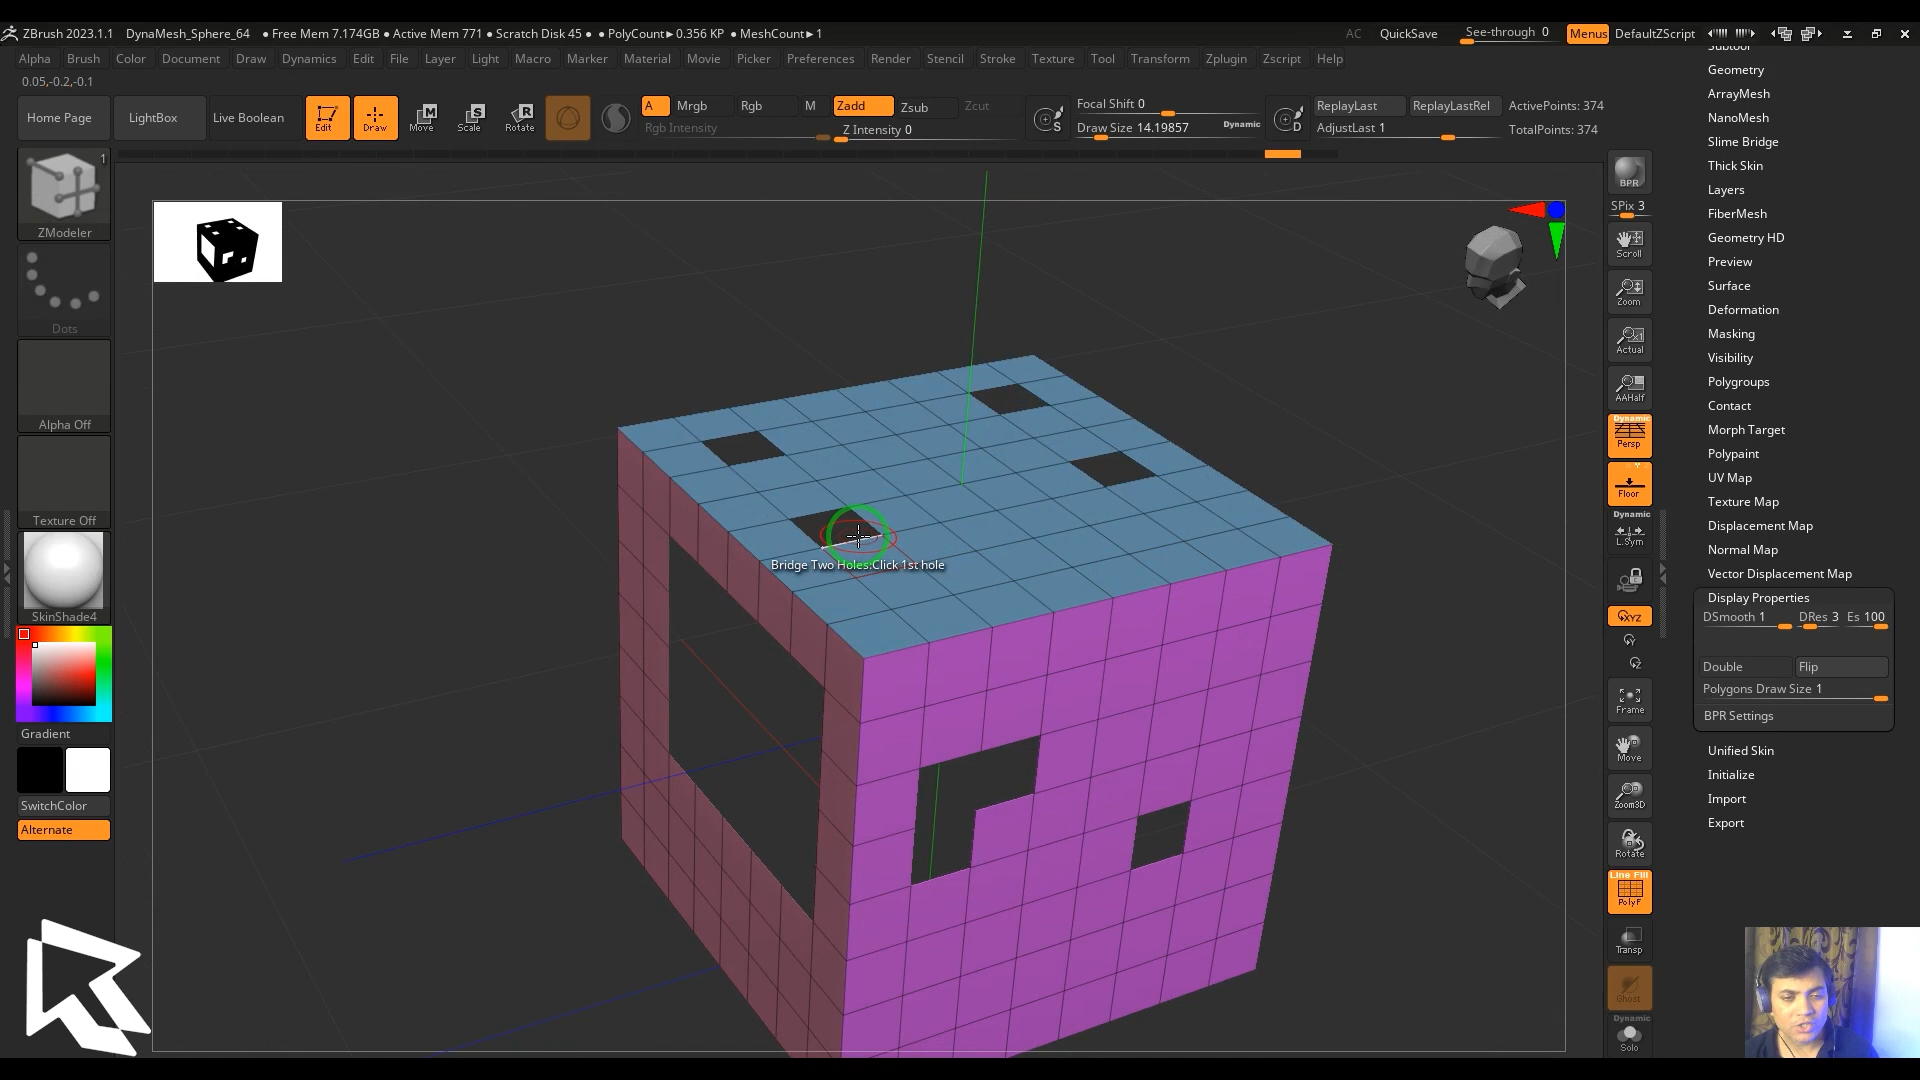 ZBrush 2023.1.1 DynaMesh_Sphere_64 ● Free Mem 7.174GB ● Active Mem 771 ● Scratch Disk 45 ● ● PolyCount►0.356 KP ● MeshCount►1 AC QuickSave See-through 0 Menus DefaultZScript
Alpha Brush Color Document Draw Dynamics Edit File Layer Light Macro Marker Material Movie Picker Preferences Render Stencil Stroke Texture Tool Transform Zplugin Zscript Help
0.05,-0.2,-0.1
Home Page LightBox Live Boolean Edit Draw Move Scale Rotate
A Mrgb Rgb M Zadd Zsub Zcut
Rgb Intensity Z Intensity 0
S Focal Shift 0
Draw Size 14.19857 Dynamic
D ReplayLast ReplayLastRel ActivePoints: 374
AdjustLast 1 TotalPoints: 374
1
ZModeler
Dots
Alpha Off
Texture Off
SkinShade4
Gradient
SwitchColor
Alternate
Bridge Two Holes:Click 1st hole
BPR
SPix 3
Scroll
Zoom
Actual
AAHalf
Dynamic
Persp
Floor
Dynamic
L.Sym
XYZ
Y
Z
Frame
Move
Zoom3D
Rotate
Line Fill
PolyF
Transp
Ghost
Dynamic
Solo
Subtool
Geometry
ArrayMesh
NanoMesh
Slime Bridge
Thick Skin
Layers
FiberMesh
Geometry HD
Preview
Surface
Deformation
Masking
Visibility
Polygroups
Contact
Morph Target
Polypaint
UV Map
Texture Map
Displacement Map
Normal Map
Vector Displacement Map
Display Properties
DSmooth 1 DRes 3 Es 100
Double Flip
Polygons Draw Size 1
BPR Settings
Unified Skin
Initialize
Import
Export